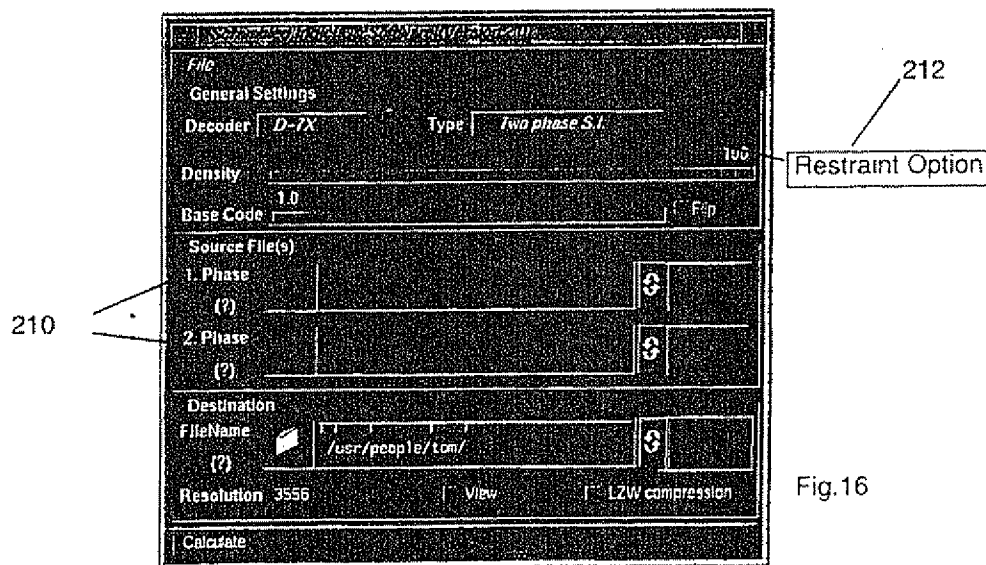 File
212
General Settings
Decoder D-7X Type Two phase S.I.
100
Restraint Option
Density
1.0
Base Code Flip
Source File(s)
1. Phase
(?)
210
2. Phase
(?)
Destination
FileName /usr/people/tom/
(?)
Resolution 3556 View LZW compression
Fig.16
Calculate